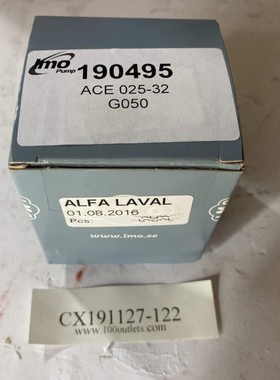 imo
Pump
190495
ACE 025-32
G050
ALFA LAVAL
01.08.2016
Pcs:
www.imo.se
CX191127-122
www.100outlets.com